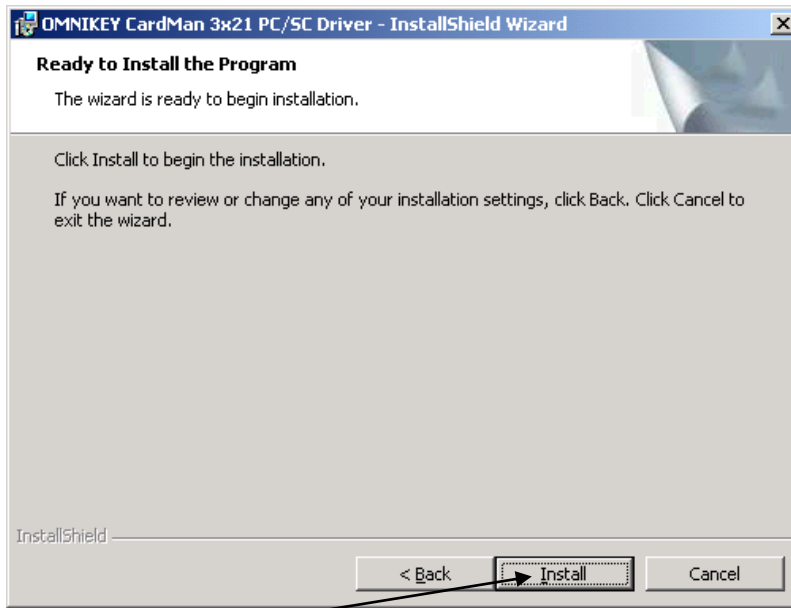 OMNIKEY CardMan 3x21 PC/SC Driver - InstallShield Wizard
Ready to Install the Program
The wizard is ready to begin installation.
Click Install to begin the installation.
If you want to review or change any of your installation settings, click Back. Click Cancel to
exit the wizard.
InstallShield
< Back Install Cancel